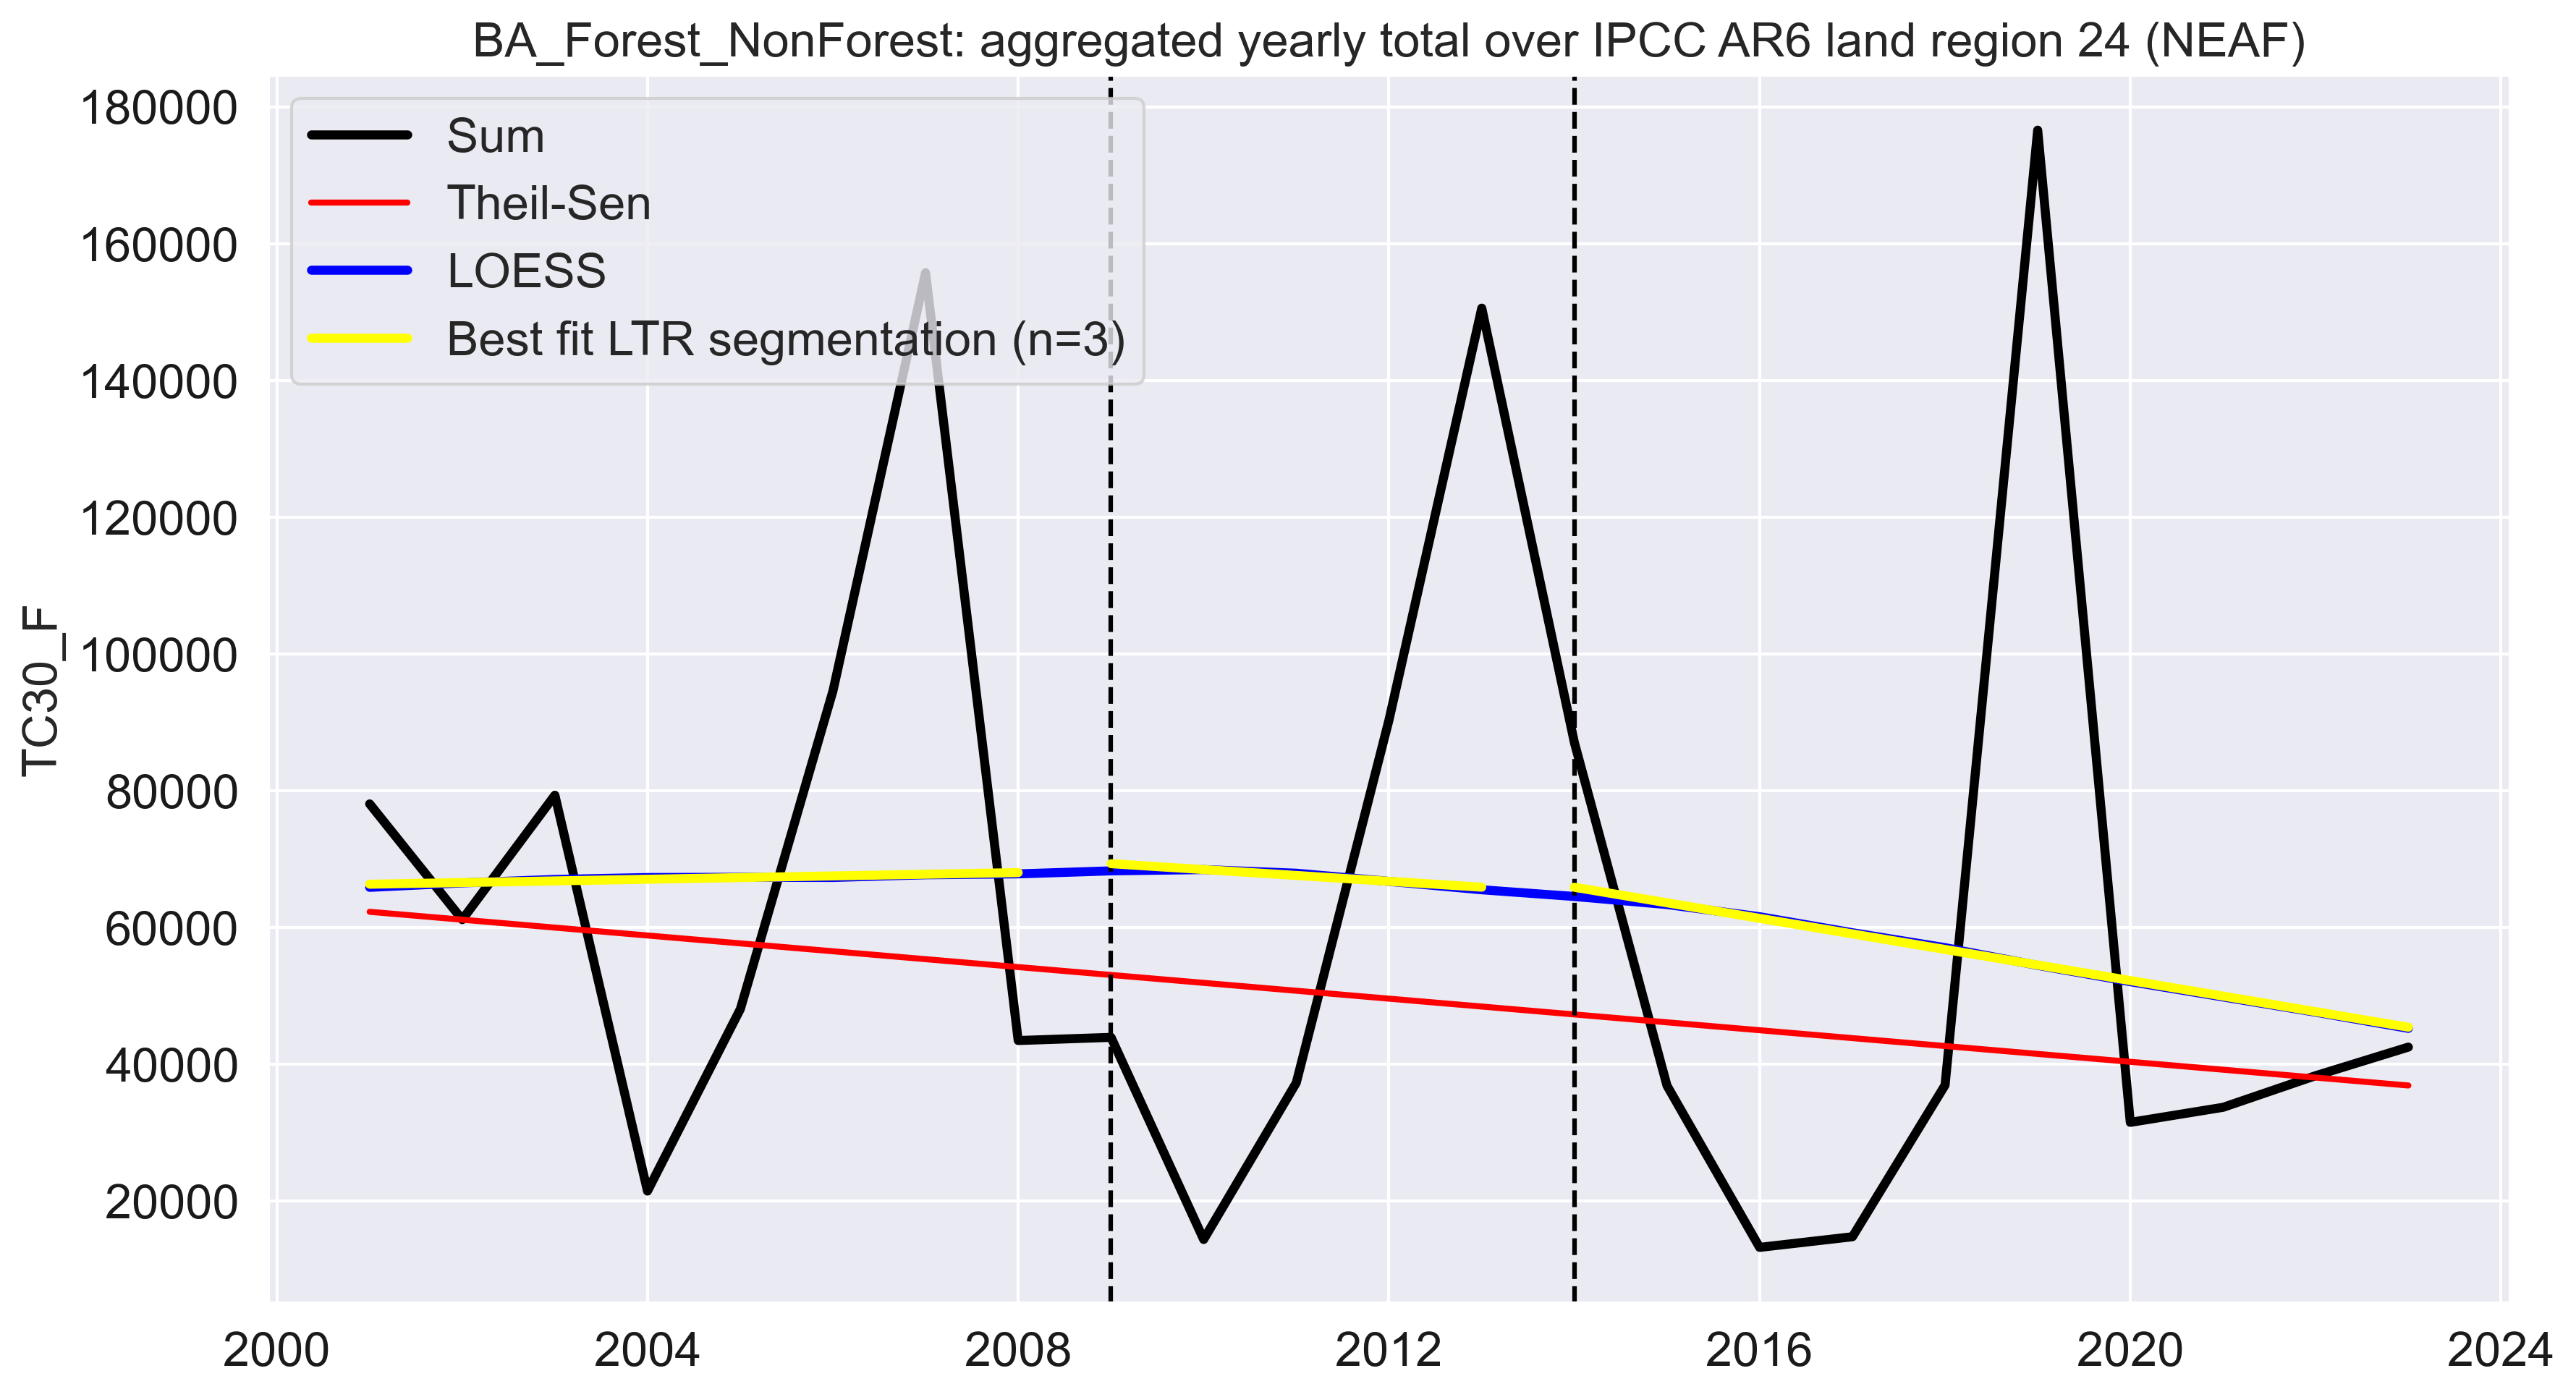 BA_Forest_NonForest: aggregated yearly total over IPCC AR6 land region 24 (NEAF)
Sum
Theil-Sen
LOESS
Best fit LTR segmentation (n=3)
TC30_F
180000
160000
140000
120000
100000
80000
60000
40000
20000
2000
2004
2008
2012
2016
2020
2024